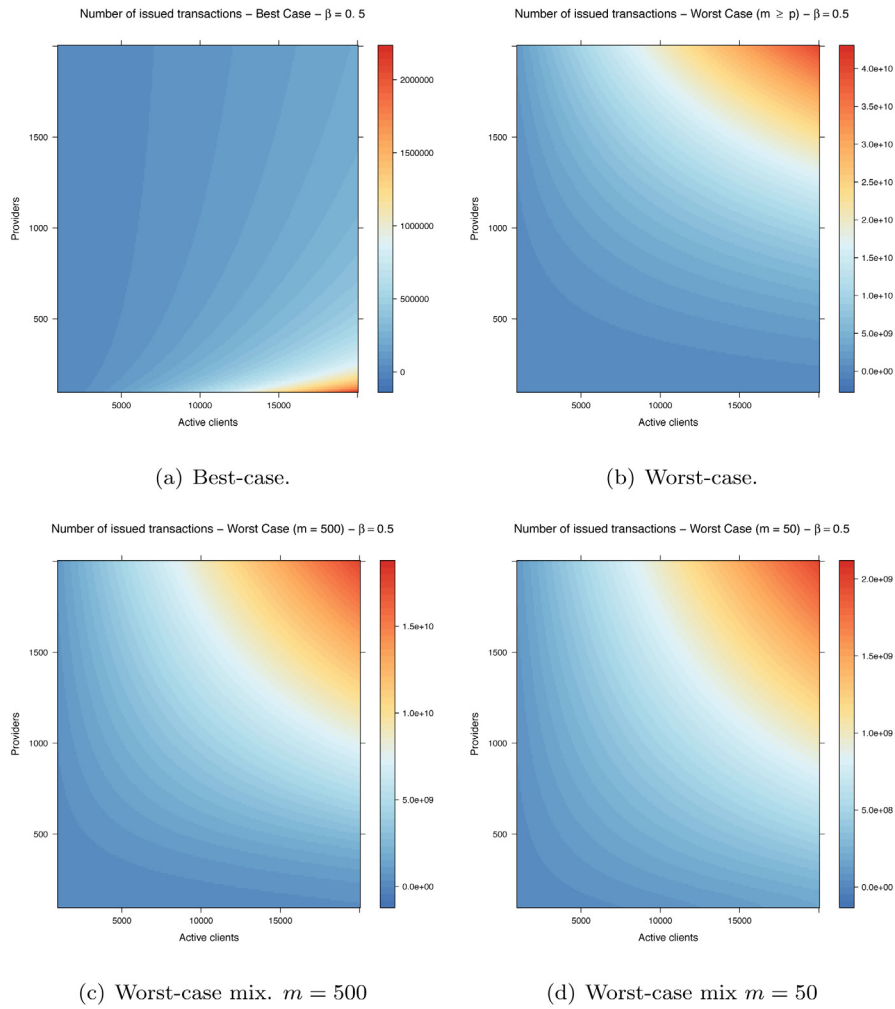 Number of issued transactions – Best Case – β = 0. 5
Number of issued transactions – Worst Case (m ≥ p) – β = 0.5
Providers
1500
1000
500
5000
10000
15000
Active clients
2000000
1500000
1000000
500000
0
Providers
1500
1000
500
5000
10000
15000
Active clients
4.0e+10
3.5e+10
3.0e+10
2.5e+10
2.0e+10
1.5e+10
1.0e+10
5.0e+09
0.0e+00
(a) Best-case.
(b) Worst-case.
Number of issued transactions – Worst Case (m = 500) – β = 0.5
Number of issued transactions – Worst Case (m = 50) – β = 0.5
Providers
1500
1000
500
5000
10000
15000
Active clients
1.5e+10
1.0e+10
5.0e+09
0.0e+00
Providers
1500
1000
500
5000
10000
15000
Active clients
2.0e+09
1.5e+09
1.0e+09
5.0e+08
0.0e+00
(c) Worst-case mix. m = 500
(d) Worst-case mix m = 50